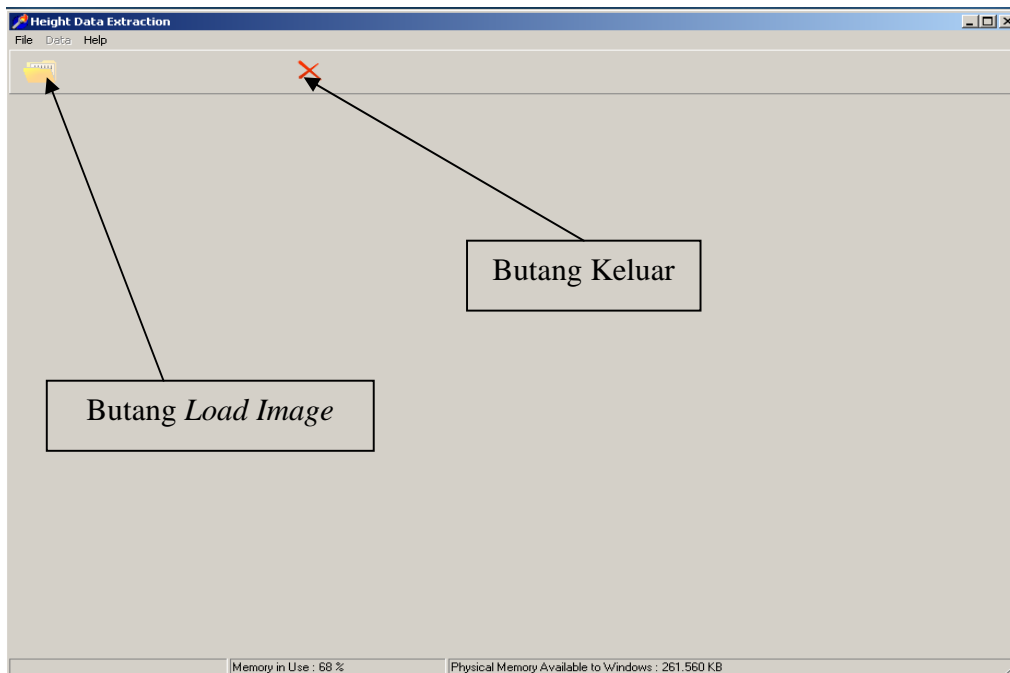 Height Data Extraction
File Data Help
Butang Keluar
Butang Load Image
Memory in Use : 68 %
Physical Memory Available to Windows : 261.560 KB